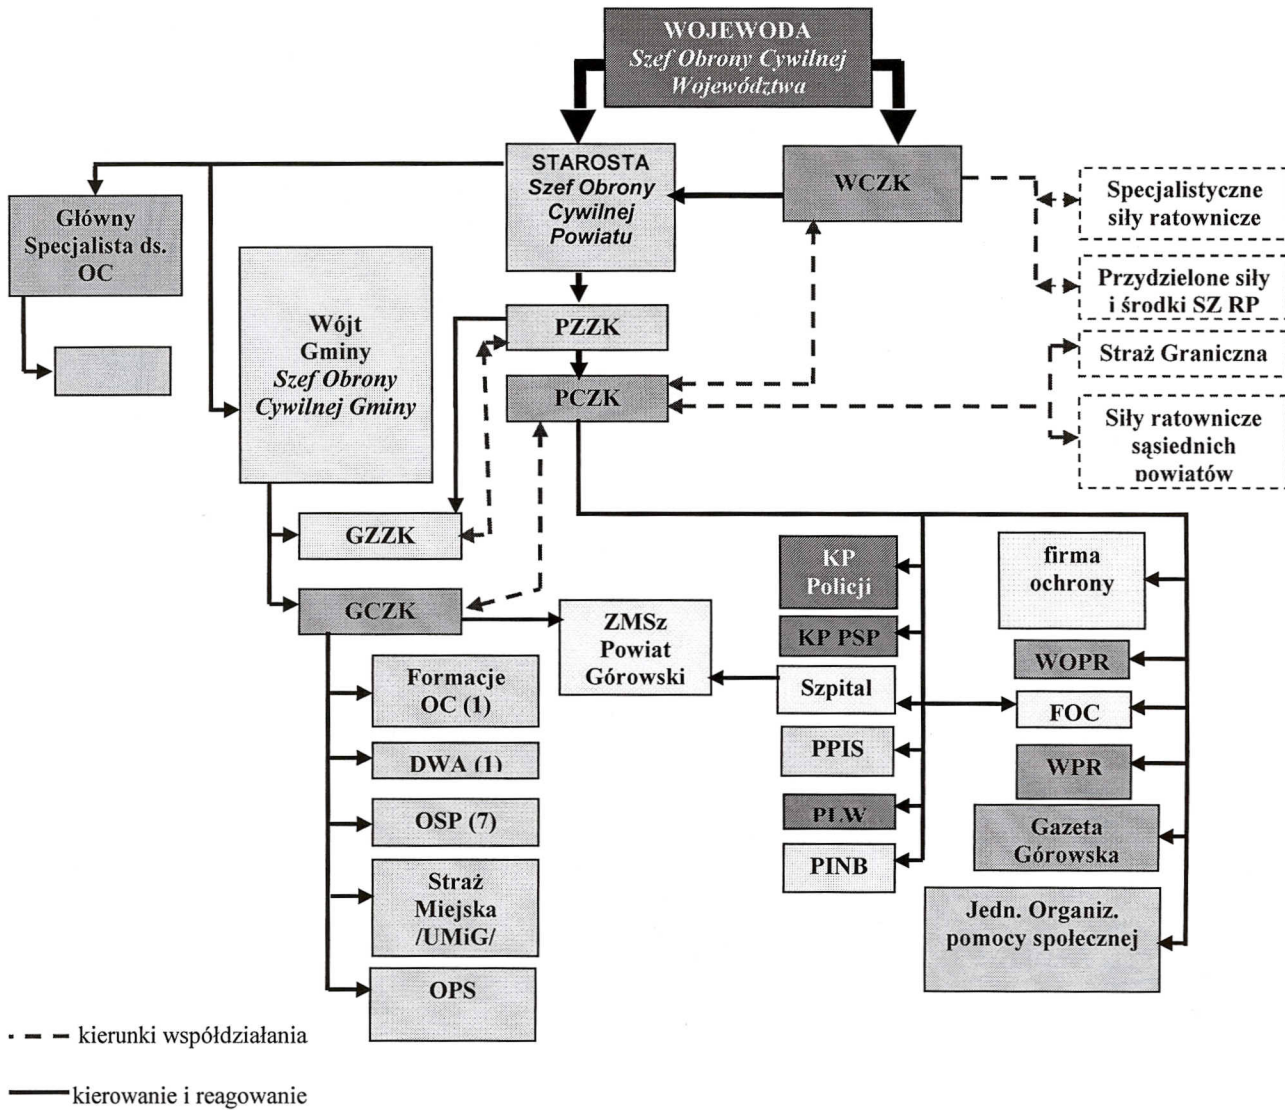 WOJEWODA
Szef Obrony Cywilnej
Województwa
STAROSTA
Szef Obrony
Cywilnej
Powiatu
WCZK
Specjalistyczne
siły ratownicze
Główny
Specjalista ds.
OC
Przydzielone siły
i środki SZ RP
Wójt
Gminy
Szef Obrony
Cywilnej Gminy
PZZK
Straż Graniczna
PCZK
Siły ratownicze
sąsiednich
powiatów
GZZK
KP
Policji
firma
ochrony
GCZK
ZMSz
Powiat
Górowski
KP PSP
WOPR
Formacje
OC (1)
Szpital
FOC
DWA (1)
PPIS
WPR
OSP (7)
PLW
Gazeta
Górowska
Straż
Miejska
/UMiG/
PINB
Jedn. Organiz.
pomocy społecznej
OPS
kierunki współdziałania
kierowanie i reagowanie